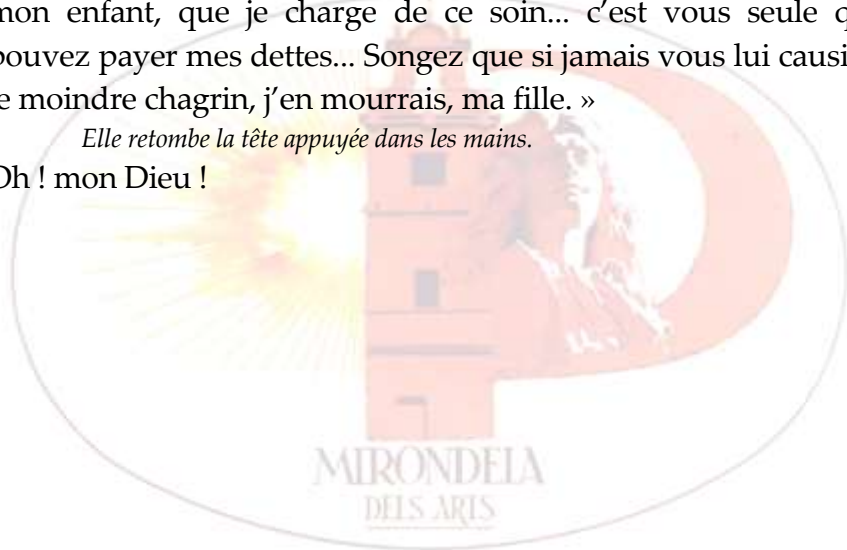 mon enfant, que je charge de ce soin... c'est vous seule q
pouvez payer mes dettes... Songez que si jamais vous lui causi
le moindre chagrin, j'en mourrais, ma fille. »
Elle retombe la tête appuyée dans les mains.
Oh ! mon Dieu !
MIRONDELA
DELS ARTS